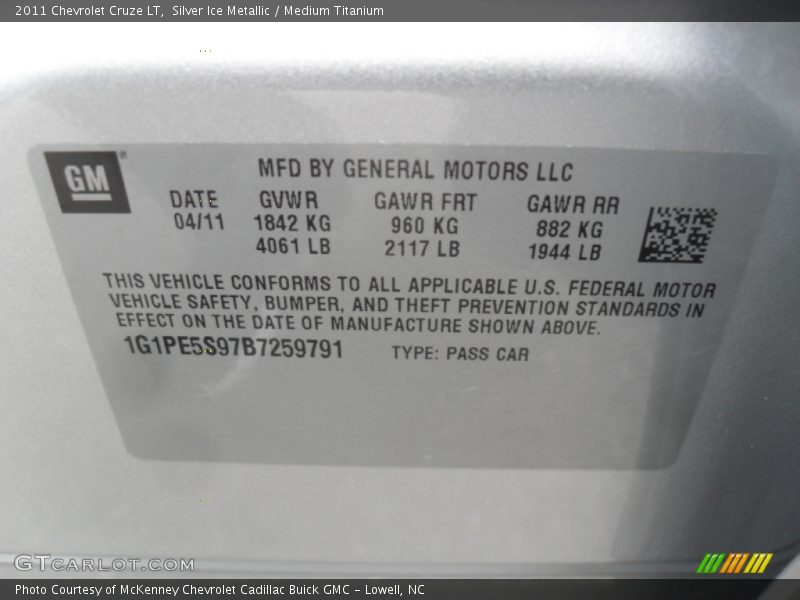 2011 Chevrolet Cruze LT, Silver Ice Metallic / Medium Titanium
GM®
MFD BY GENERAL MOTORS LLC
DATE GVWR GAWR FRT GAWR RR
04/11 1842 KG 960 KG 882 KG
4061 LB 2117 LB 1944 LB
THIS VEHICLE CONFORMS TO ALL APPLICABLE U.S. FEDERAL MOTOR
VEHICLE SAFETY, BUMPER, AND THEFT PREVENTION STANDARDS IN
EFFECT ON THE DATE OF MANUFACTURE SHOWN ABOVE.
1G1PE5S97B7259791 TYPE: PASS CAR
GTCARLOT.COM
Photo Courtesy of McKenney Chevrolet Cadillac Buick GMC - Lowell, NC